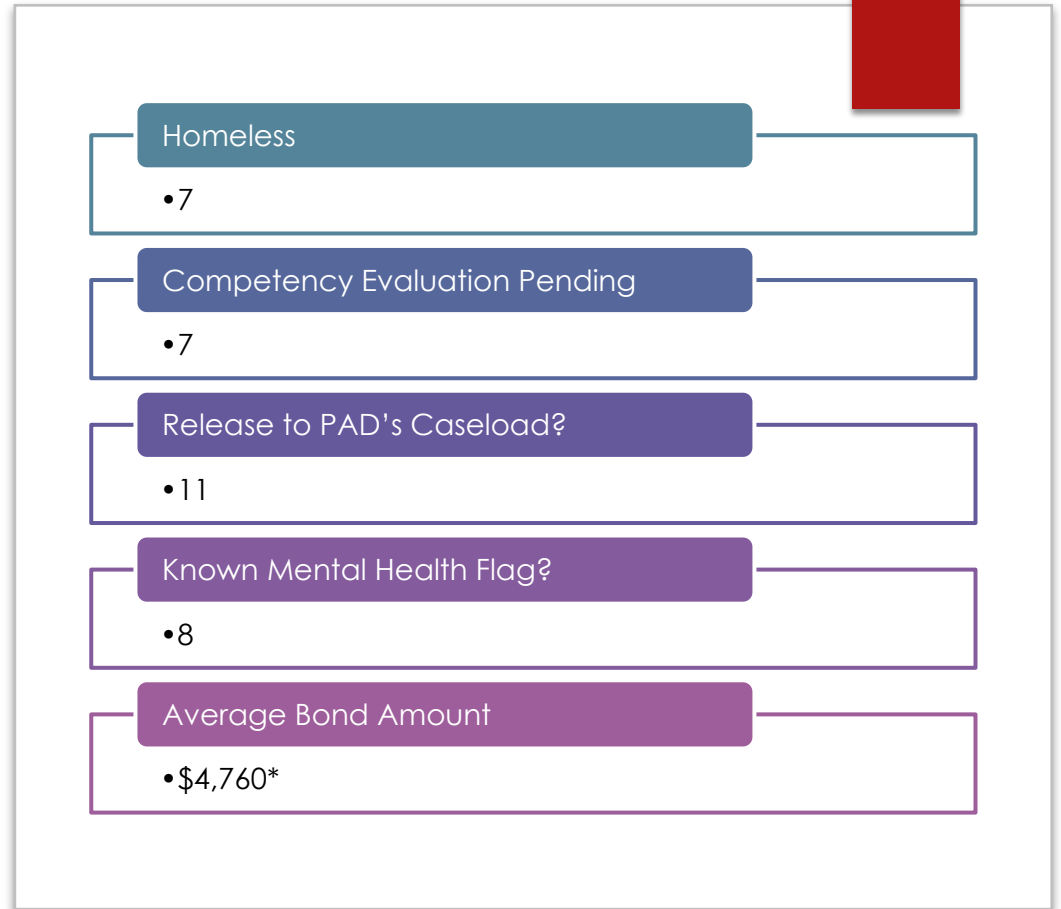 Homeless
•7
Competency Evaluation Pending
•7
Release to PAD’s Caseload?
•11
Known Mental Health Flag?
•8
Average Bond Amount
•$4,760*